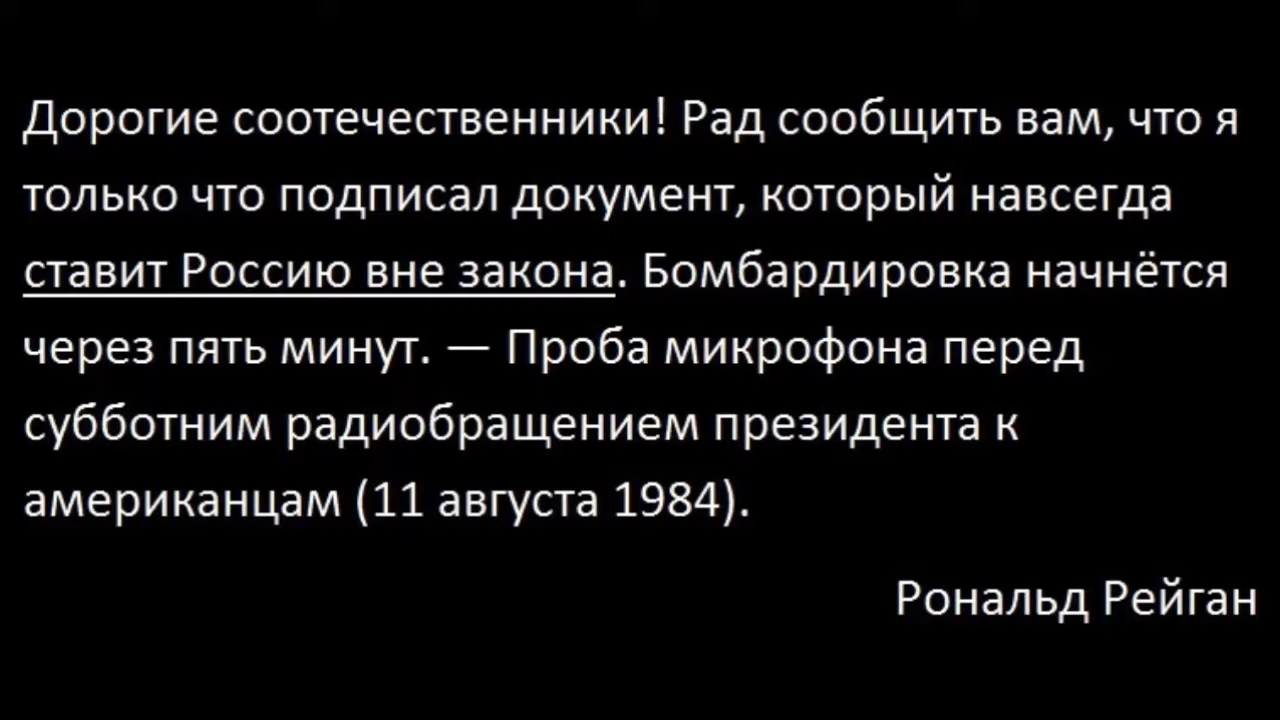 Дорогие соотечественники! Рад сообщить вам, что я
только что подписал документ, который навсегда
ставит Россию вне закона. Бомбардировка начнётся
через пять минут. — Проба микрофона перед
субботним радиобращением президента к
американцам (11 августа 1984).
Рональд Рейган